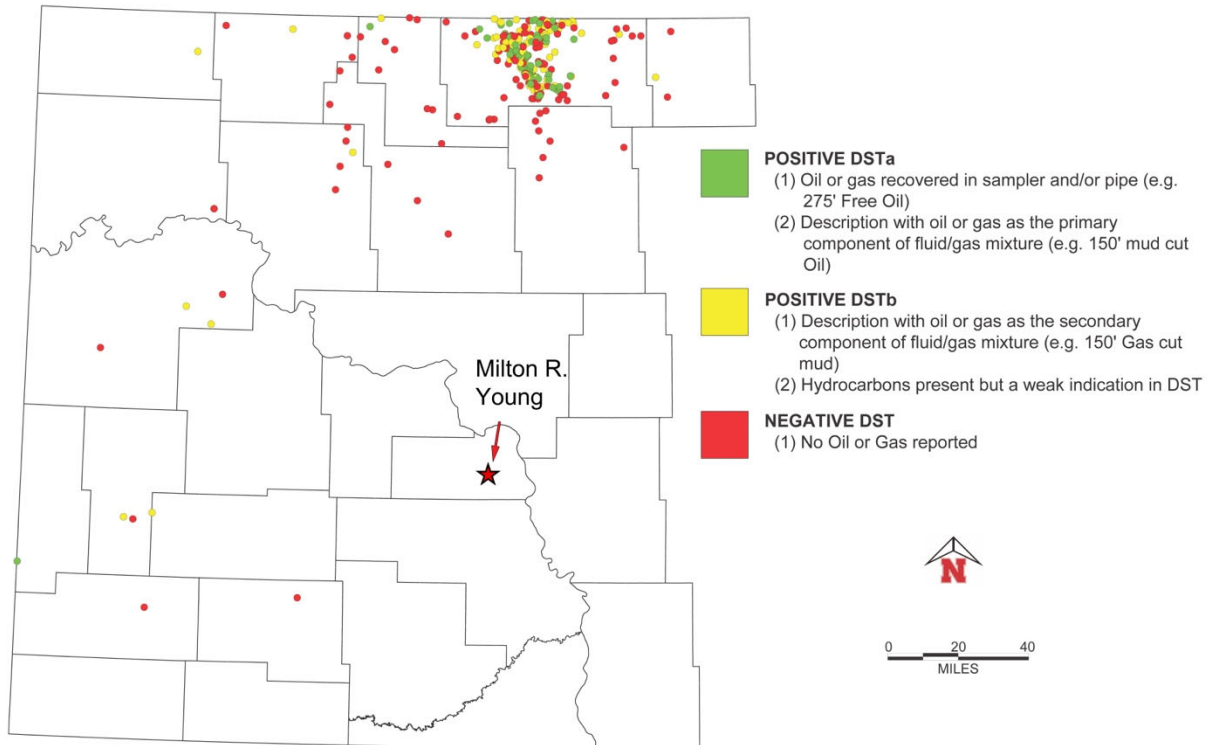 Milton R.
Young
POSITIVE DSTa
(1) Oil or gas recovered in sampler and/or pipe (e.g.
275' Free Oil)
(2) Description with oil or gas as the primary
component of fluid/gas mixture (e.g. 150' mud cut
Oil)
POSITIVE DSTb
(1) Description with oil or gas as the secondary
component of fluid/gas mixture (e.g. 150' Gas cut
mud)
(2) Hydrocarbons present but a weak indication in DST
NEGATIVE DST
(1) No Oil or Gas reported
N
0 20 40
MILES